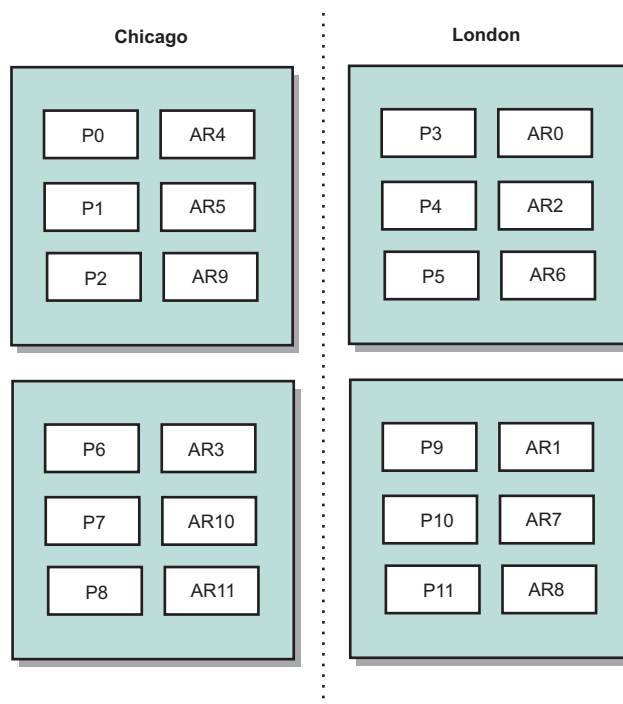 Chicago
P0 AR4
P1 AR5
P2 AR9
P6 AR3
P7 AR10
P8 AR11
London
P3 AR0
P4 AR2
P5 AR6
P9 AR1
P10 AR7
P11 AR8